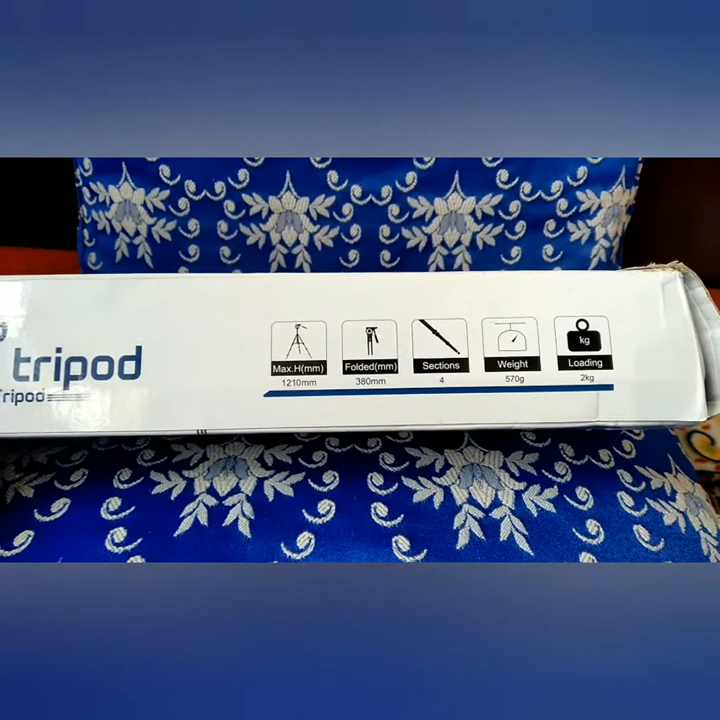 tripod
Tripod
kg
Max.H(mm) Folded(mm) Sections Weight Loading
1210mm 380mm 4 570g 2kg